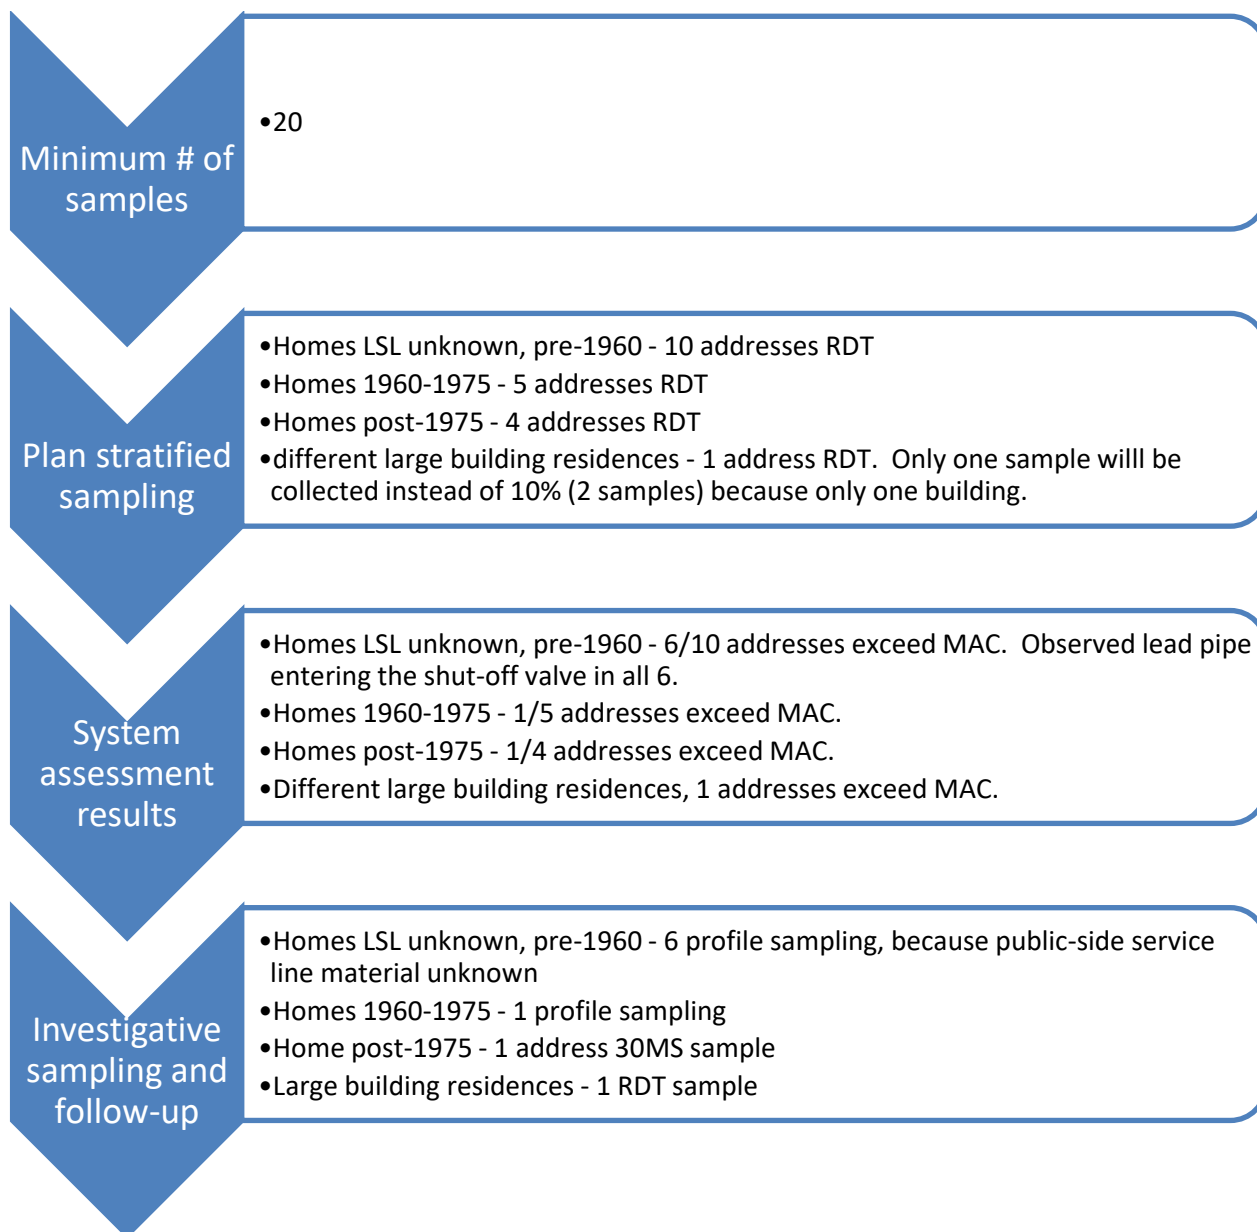 Minimum # of
samples
•20
Plan stratified
sampling
•Homes LSL unknown, pre-1960 - 10 addresses RDT
•Homes 1960-1975 - 5 addresses RDT
•Homes post-1975 - 4 addresses RDT
•different large building residences - 1 address RDT.  Only one sample willl be
collected instead of 10% (2 samples) because only one building.
System
assessment
results
•Homes LSL unknown, pre-1960 - 6/10 addresses exceed MAC.  Observed lead pipe
entering the shut-off valve in all 6.
•Homes 1960-1975 - 1/5 addresses exceed MAC.
•Homes post-1975 - 1/4 addresses exceed MAC.
•Different large building residences, 1 addresses exceed MAC.
Investigative
sampling and
follow-up
•Homes LSL unknown, pre-1960 - 6 profile sampling, because public-side service
line material unknown
•Homes 1960-1975 - 1 profile sampling
•Home post-1975 - 1 address 30MS sample
•Large building residences - 1 RDT sample